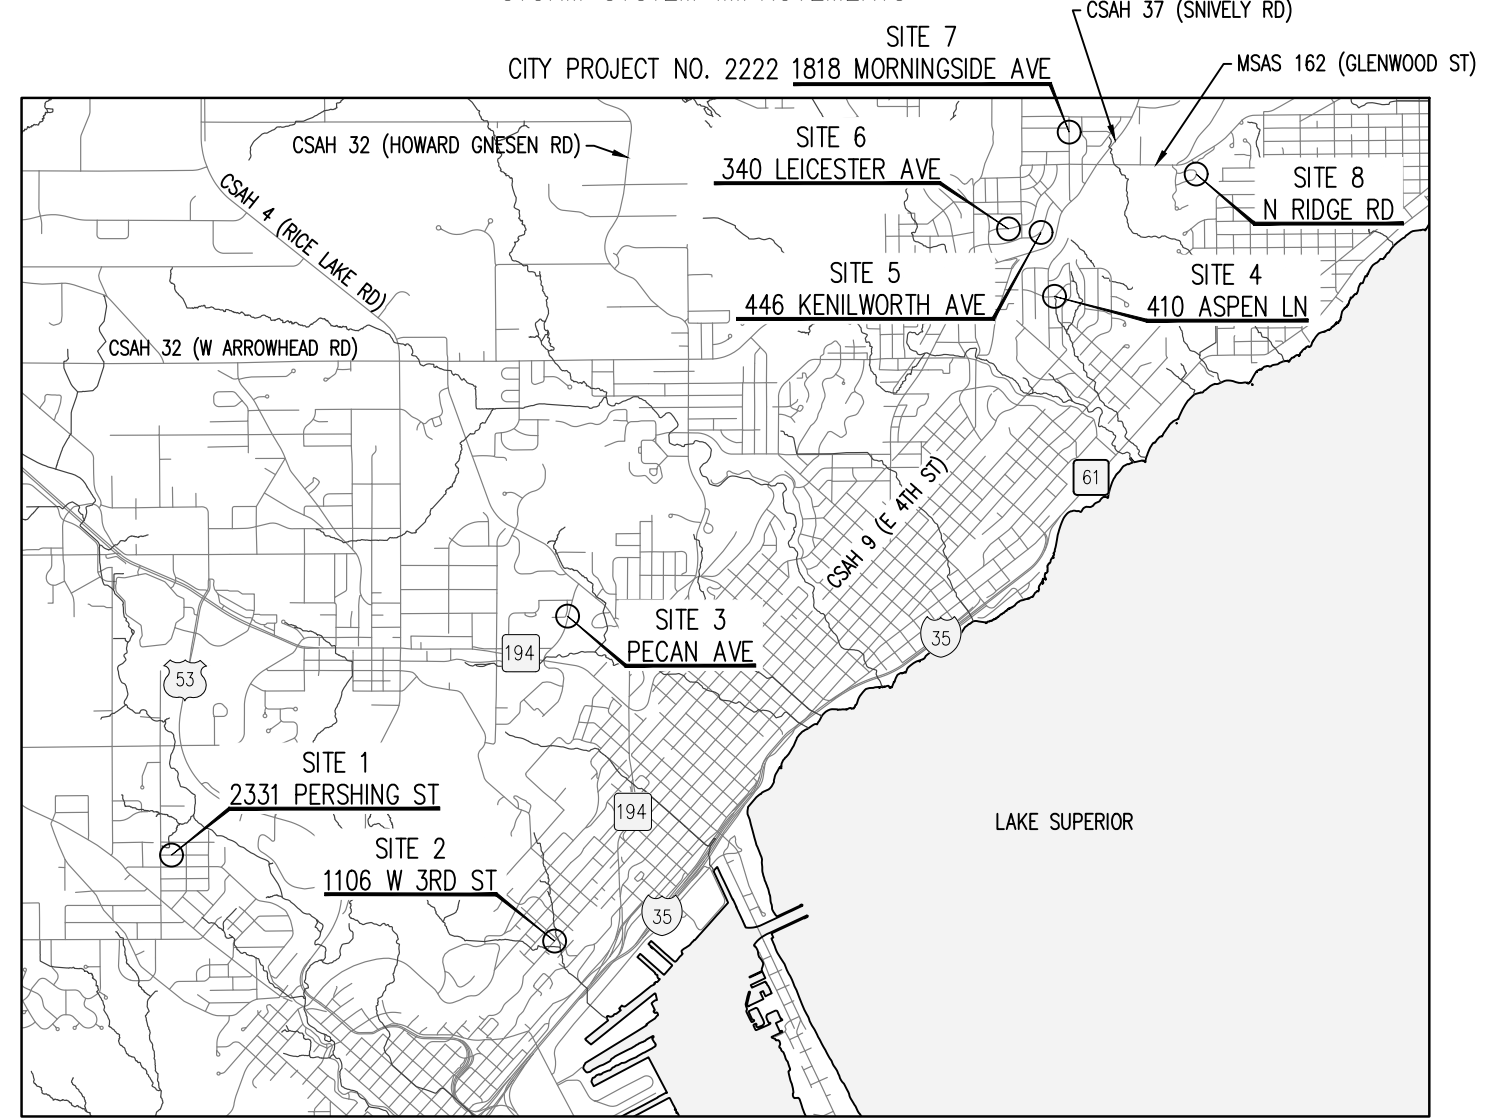 CSAH 37 (SNIVELY RD)
SITE 7
CITY PROJECT NO. 2222 1818 MORNINGSIDE AVE
MSAS 162 (GLENWOOD ST)
SITE 6
340 LEICESTER AVE
CSAH 32 (HOWARD GNESEN RD)
SITE 8
N RIDGE RD
CSAH 4 (RICE LAKE RD)
SITE 5
446 KENILWORTH AVE
SITE 4
410 ASPEN LN
CSAH 32 (W ARROWHEAD RD)
61
CSAH 9 (E 4TH ST)
SITE 3
PECAN AVE
35
194
53
SITE 1
2331 PERSHING ST
194
LAKE SUPERIOR
SITE 2
1106 W 3RD ST
35